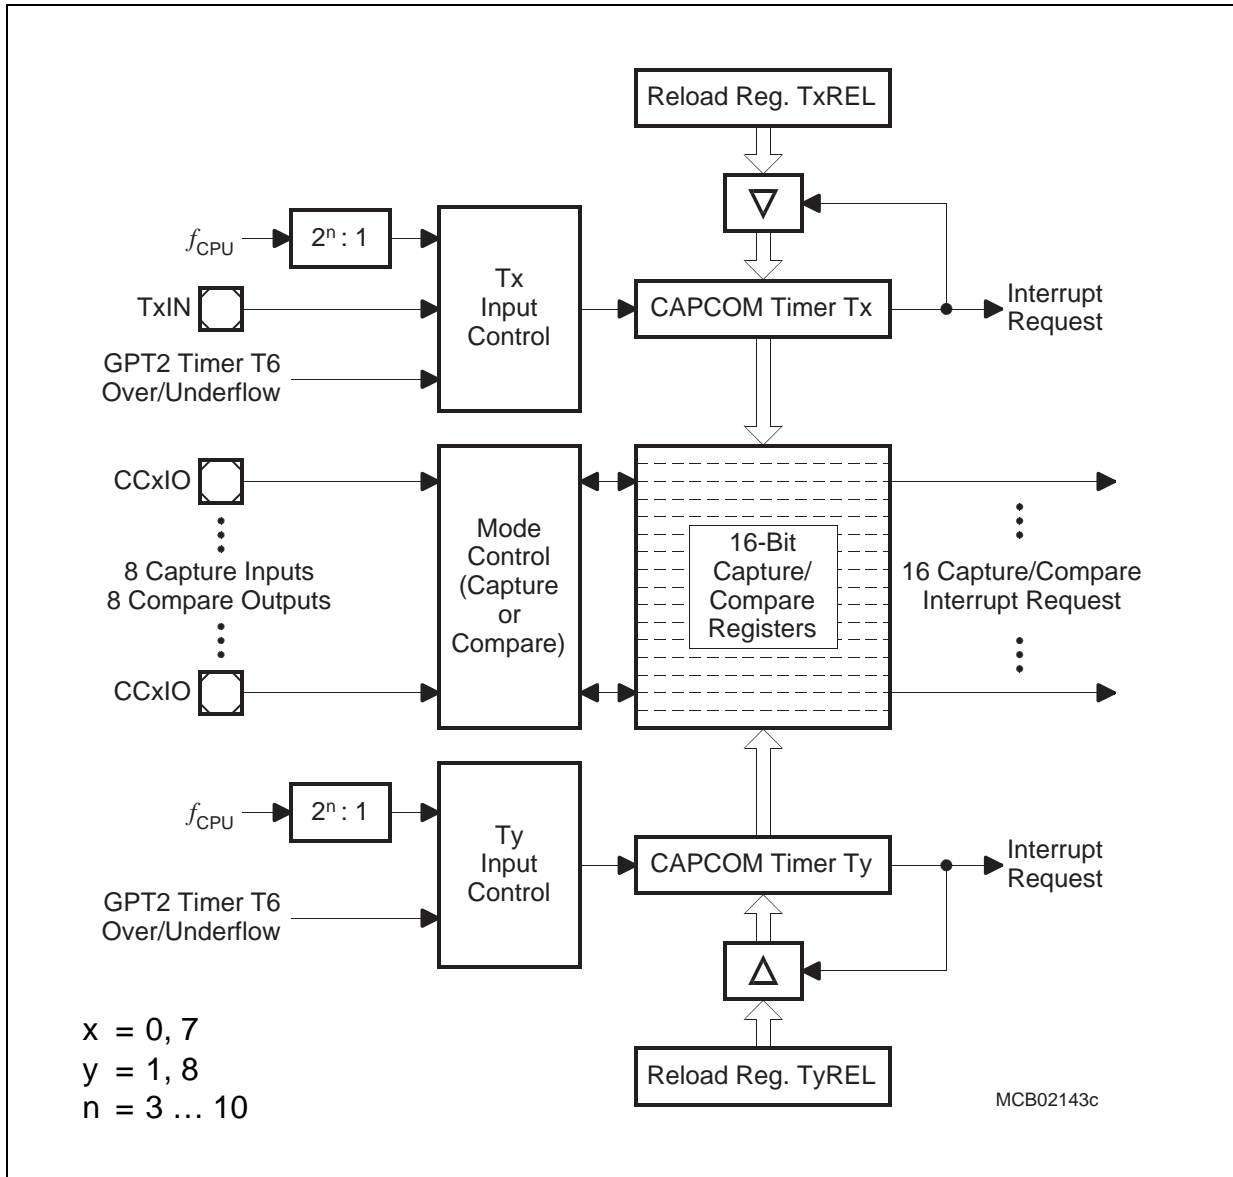 Reload Reg. TxREL
fCPU
2ⁿ : 1
Tx
Input
Control
TxIN
CAPCOM Timer Tx
Interrupt
Request
GPT2 Timer T6
Over/Underflow
CCxIO
8 Capture Inputs
8 Compare Outputs
CCxIO
Mode
Control
(Capture
or
Compare)
16-Bit
Capture/
Compare
Registers
16 Capture/Compare
Interrupt Request
fCPU
2ⁿ : 1
Ty
Input
Control
CAPCOM Timer Ty
Interrupt
Request
GPT2 Timer T6
Over/Underflow
Reload Reg. TyREL
x = 0, 7
y = 1, 8
n = 3 … 10
MCB02143c